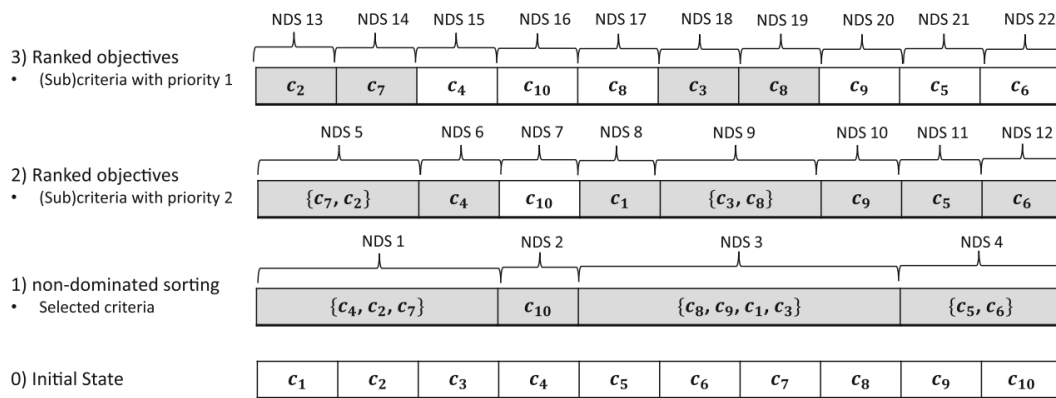 NDS 13 NDS 14 NDS 15 NDS 16 NDS 17 NDS 18 NDS 19 NDS 20 NDS 21 NDS 22
3) Ranked objectives
• (Sub)criteria with priority 1
c₂ c₇ c₄ c₁₀ c₈ c₃ c₈ c₉ c₅ c₆
NDS 5 NDS 6 NDS 7 NDS 8 NDS 9 NDS 10 NDS 11 NDS 12
2) Ranked objectives
• (Sub)criteria with priority 2
{c₇, c₂} c₄ c₁₀ c₁ {c₃, c₈} c₉ c₅ c₆
NDS 1 NDS 2 NDS 3 NDS 4
1) non-dominated sorting
• Selected criteria
{c₄, c₂, c₇} c₁₀ {c₈, c₉, c₁, c₃} {c₅, c₆}
0) Initial State
c₁ c₂ c₃ c₄ c₅ c₆ c₇ c₈ c₉ c₁₀